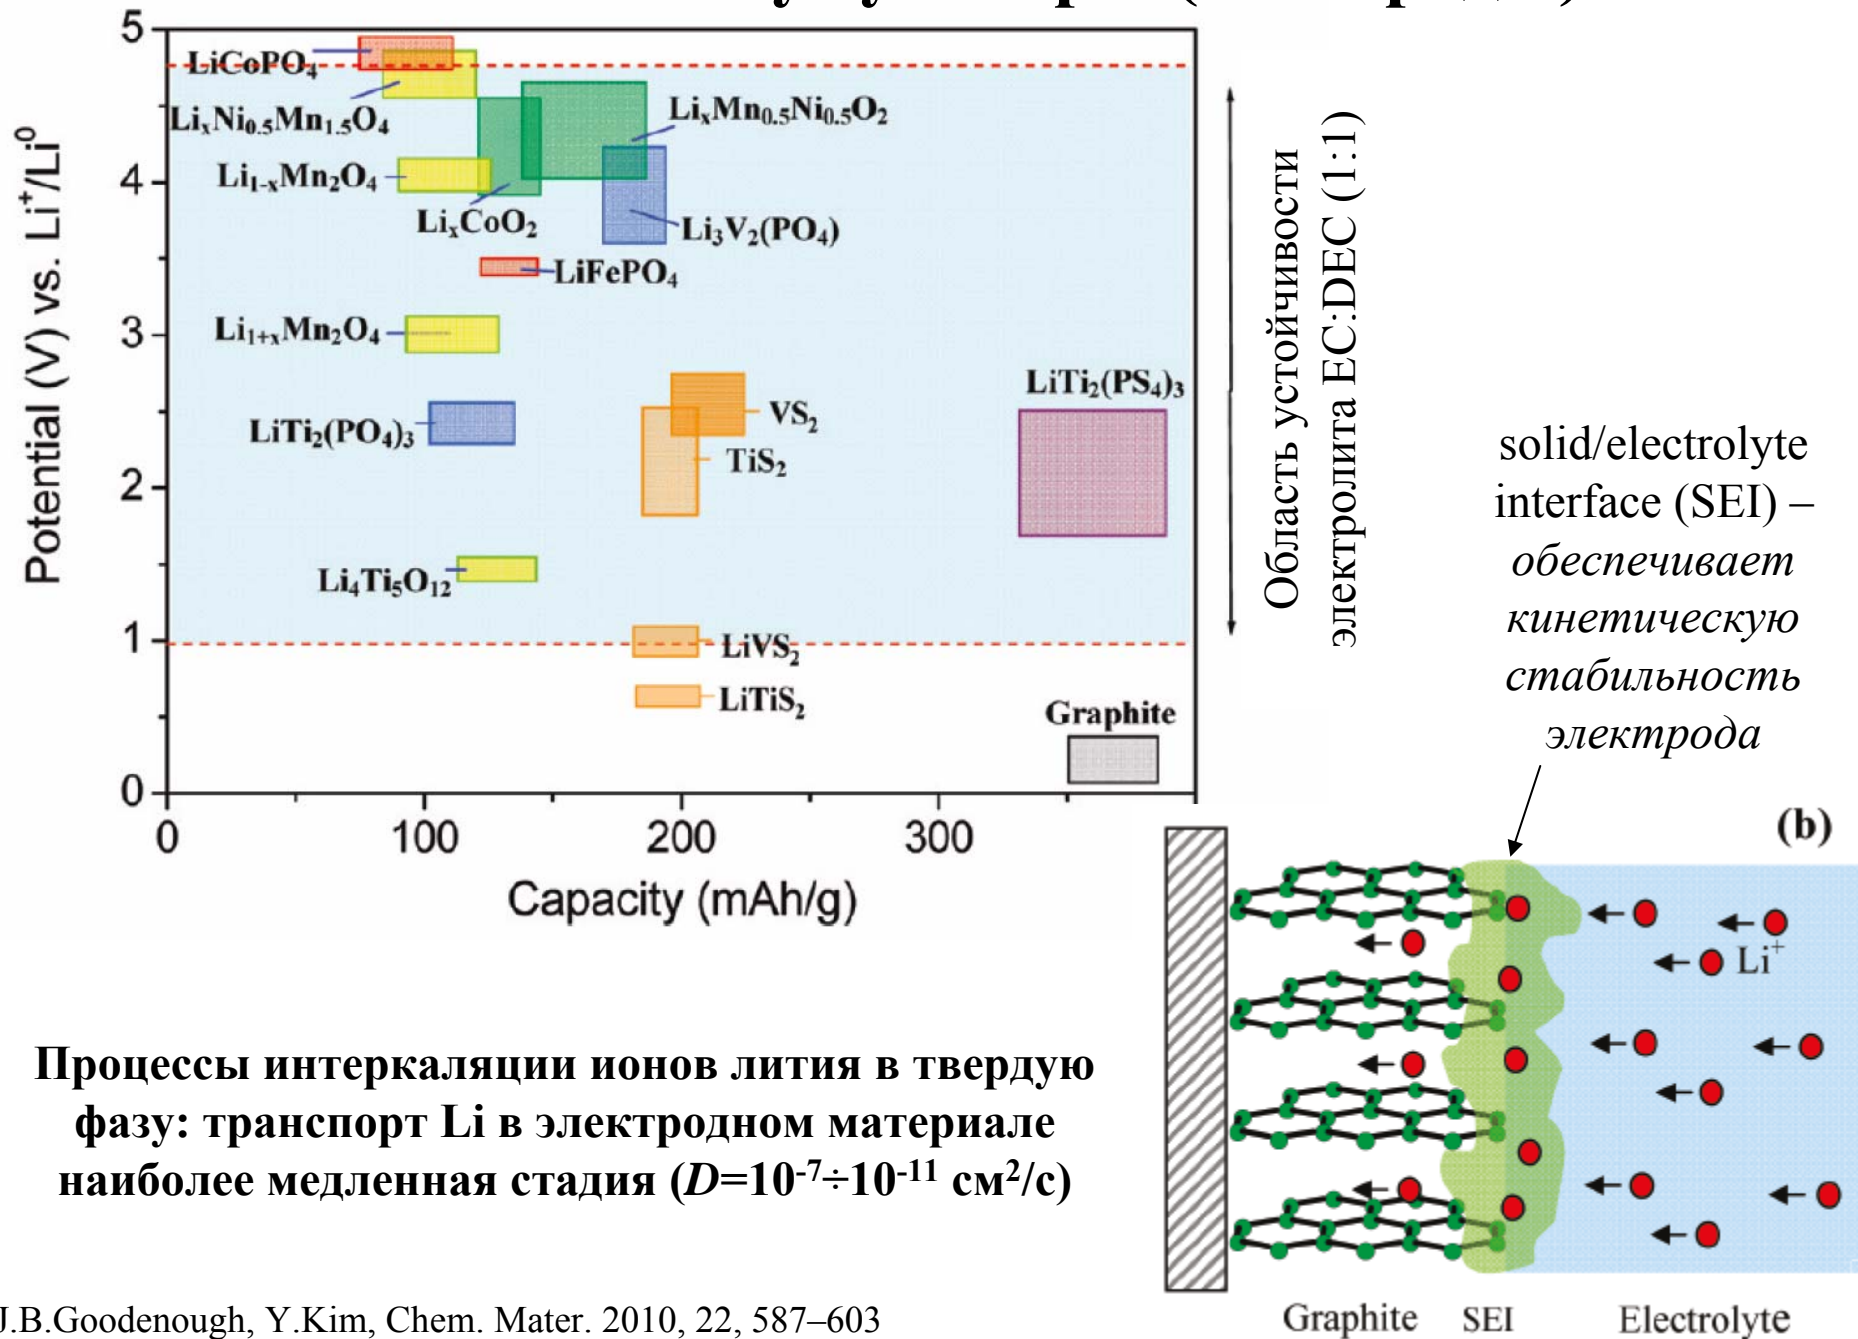 5
4
3
2
1
0
Potential (V) vs. Li⁺/Li⁰
LiCoPO₄
LiₓNi₀.₅Mn₁.₅O₄
Li₁₋ₓMn₂O₄
LiₓCoO₂
LiₓMn₀.₅Ni₀.₅O₂
Li₃V₂(PO₄)
LiFePO₄
Li₁₊ₓMn₂O₄
LiTi₂(PO₄)₃
VS₂
TiS₂
LiTi₂(PS₄)₃
Li₄Ti₅O₁₂
LiVS₂
LiTiS₂
Graphite
0 100 200 300
Capacity (mAh/g)
Область устойчивости
электролита EC:DEC (1:1)
solid/electrolyte
interface (SEI) –
обеспечивает
кинетическую
стабильность
электрода
(b)
Li⁺
Graphite SEI Electrolyte
Процессы интеркаляции ионов лития в твердую
фазу: транспорт Li в электродном материале
наиболее медленная стадия (D=10⁻⁷÷10⁻¹¹ см²/с)
J.B.Goodenough, Y.Kim, Chem. Mater. 2010, 22, 587–603